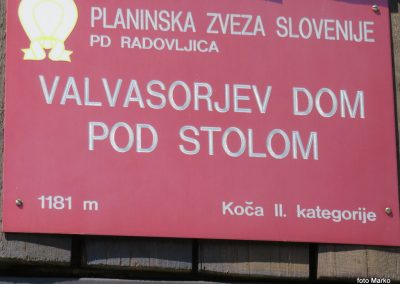 PLANINSKA ZVEZA SLOVENIJE
PD RADOVLJICA
VALVASORJEV DOM
POD STOLOM
1181 m
Koča II. kategorije
foto Marko